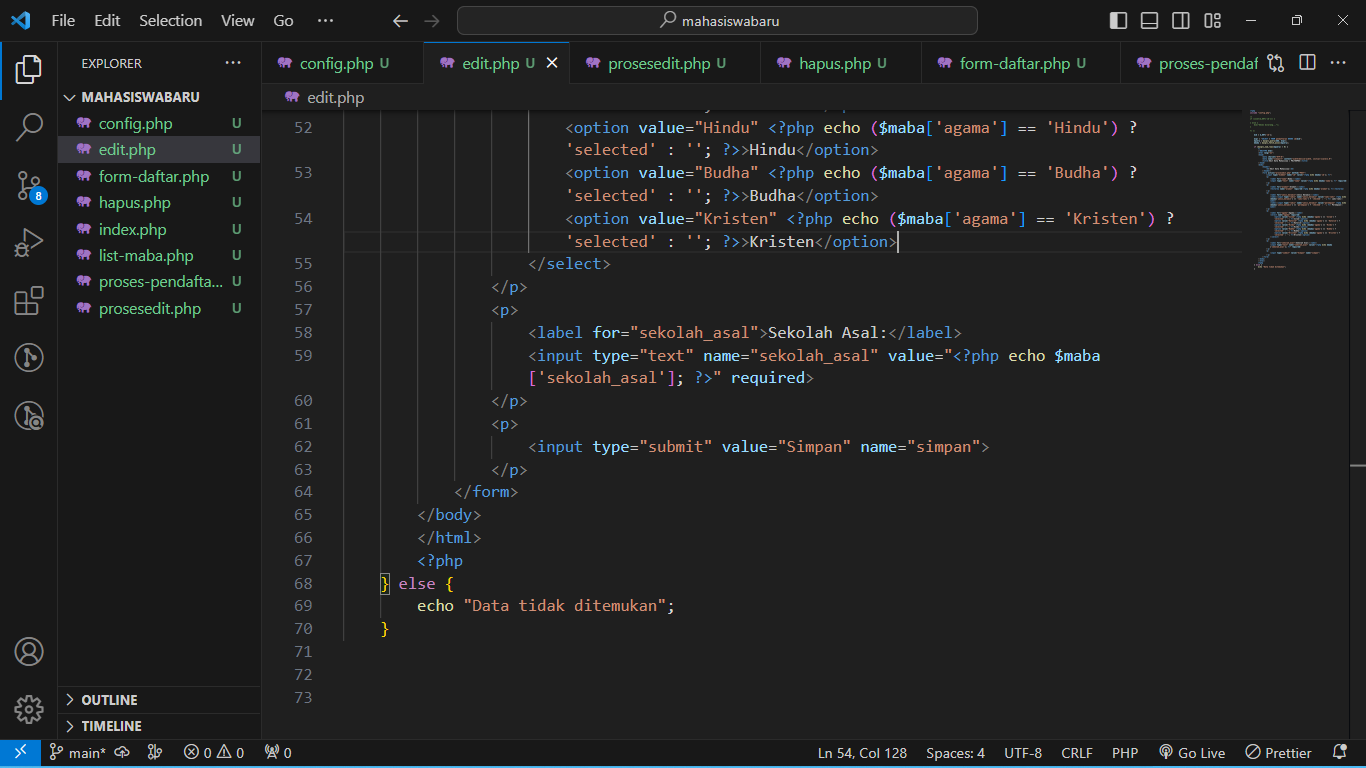 File Edit Selection View Go ··· mahasiswabaru
EXPLORER ···
MAHASISWABARU
config.php U
edit.php U
form-daftar.php U
hapus.php U
index.php U
list-maba.php U
proses-pendafta... U
prosesedit.php U
OUTLINE
TIMELINE
8
config.php U edit.php U prosesedit.php U hapus.php U form-daftar.php U proses-pendaf ···
edit.php
52 <option value="Hindu" <?php echo ($maba['agama'] == 'Hindu') ?
'selected' : ''; ?>>Hindu</option>
53 <option value="Budha" <?php echo ($maba['agama'] == 'Budha') ?
'selected' : ''; ?>>Budha</option>
54 <option value="Kristen" <?php echo ($maba['agama'] == 'Kristen') ?
'selected' : ''; ?>>Kristen</option>
55 </select>
56 </p>
57 <p>
58 <label for="sekolah_asal">Sekolah Asal:</label>
59 <input type="text" name="sekolah_asal" value="<?php echo $maba
['sekolah_asal']; ?>" required>
60 </p>
61 <p>
62 <input type="submit" value="Simpan" name="simpan">
63 </p>
64 </form>
65 </body>
66 </html>
67 <?php
68 } else {
69 echo "Data tidak ditemukan";
70 }
71
72
73
main* 0 0 0 Ln 54, Col 128 Spaces: 4 UTF-8 CRLF PHP Go Live Prettier